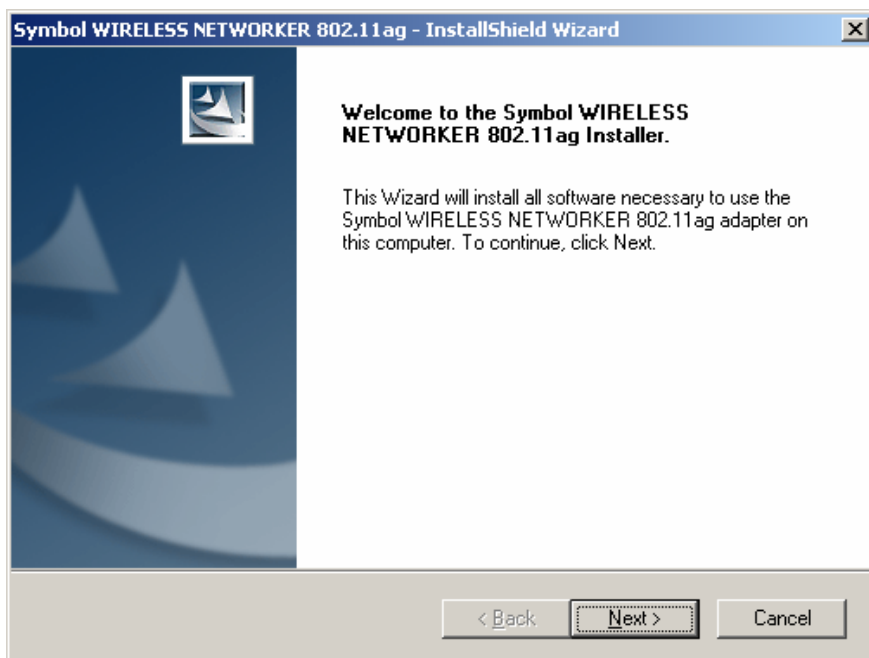 Symbol WIRELESS NETWORKER 802.11ag - InstallShield Wizard
Welcome to the Symbol WIRELESS
NETWORKER 802.11ag Installer.
This Wizard will install all software necessary to use the
Symbol WIRELESS NETWORKER 802.11ag adapter on
this computer. To continue, click Next.
< Back
Next >
Cancel